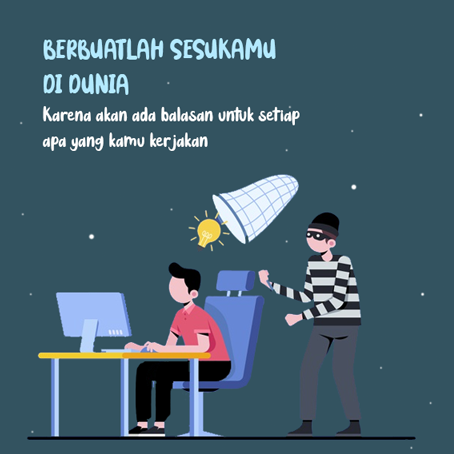 BERBUATLAH SESUKAMU
DI DUNIA
Karena akan ada balasan untuk setiap
apa yang kamu kerjakan